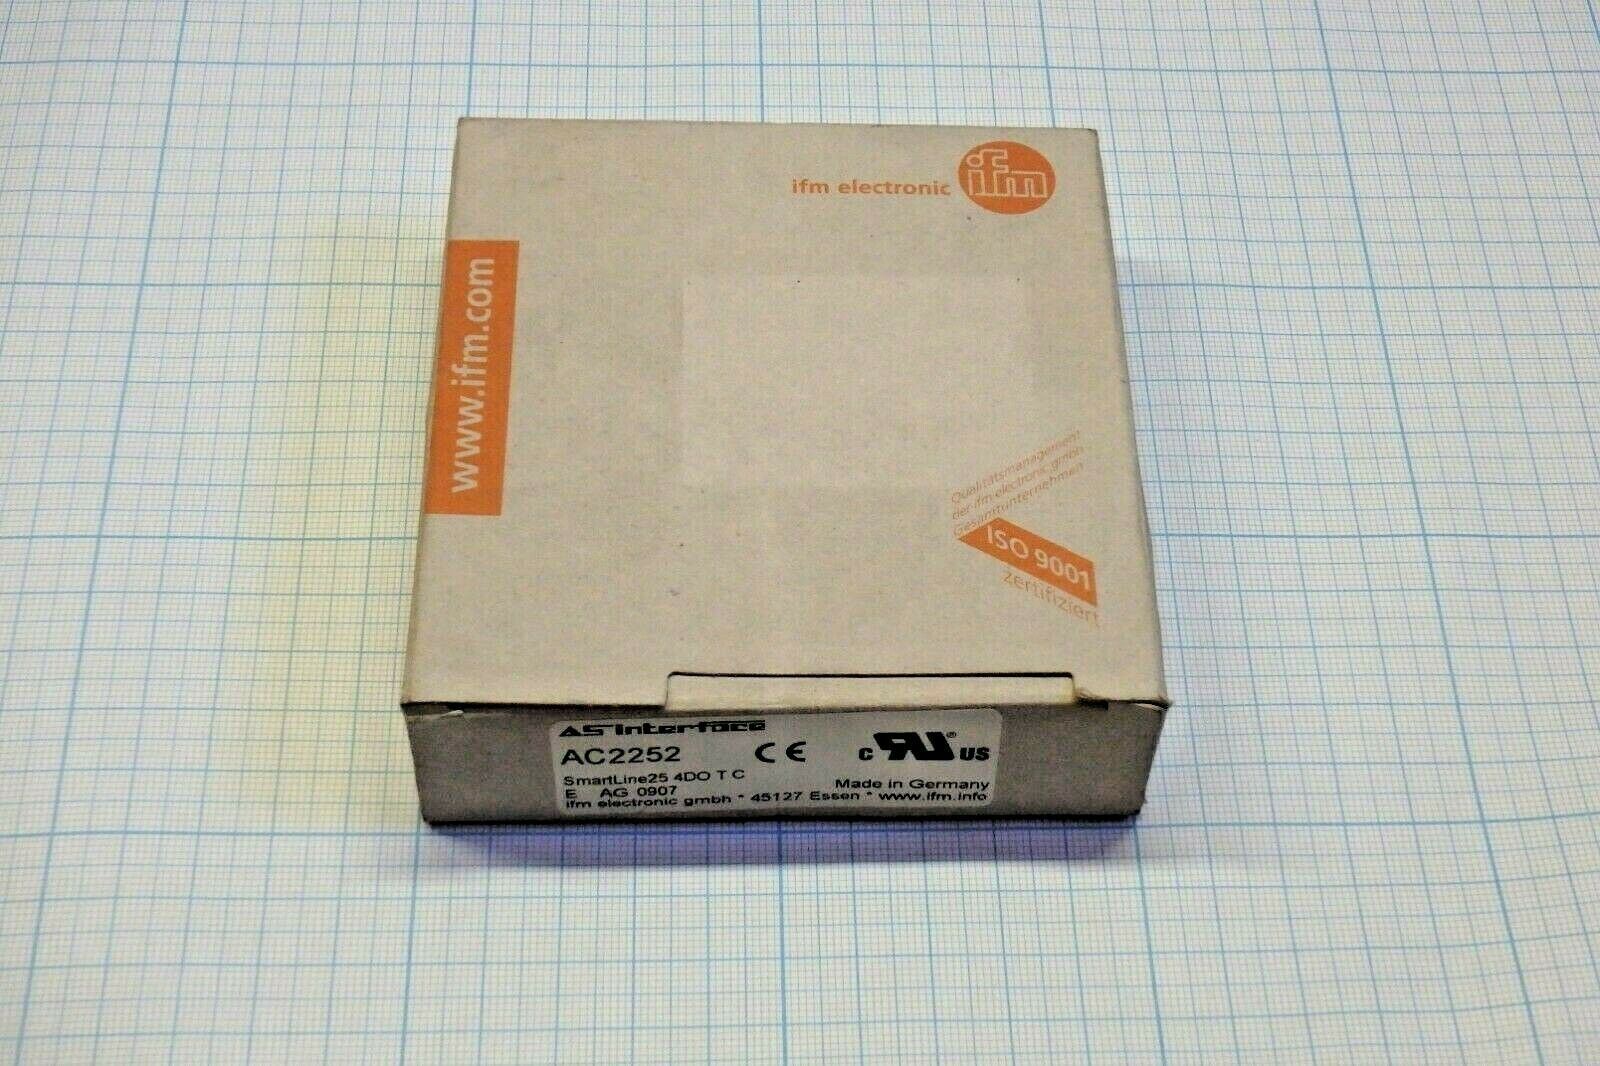 ifm electronic
ifm
www.ifm.com
Qualitätsmanagement
der ifm electronic gmbh
Gesamtunternehmen
ISO 9001
zertifiziert
AS interface
AC2252
CE
c RU ® US
SmartLine25 4DO T C
Made in Germany
E AG 0907
ifm electronic gmbh * 45127 Essen * www.ifm.info